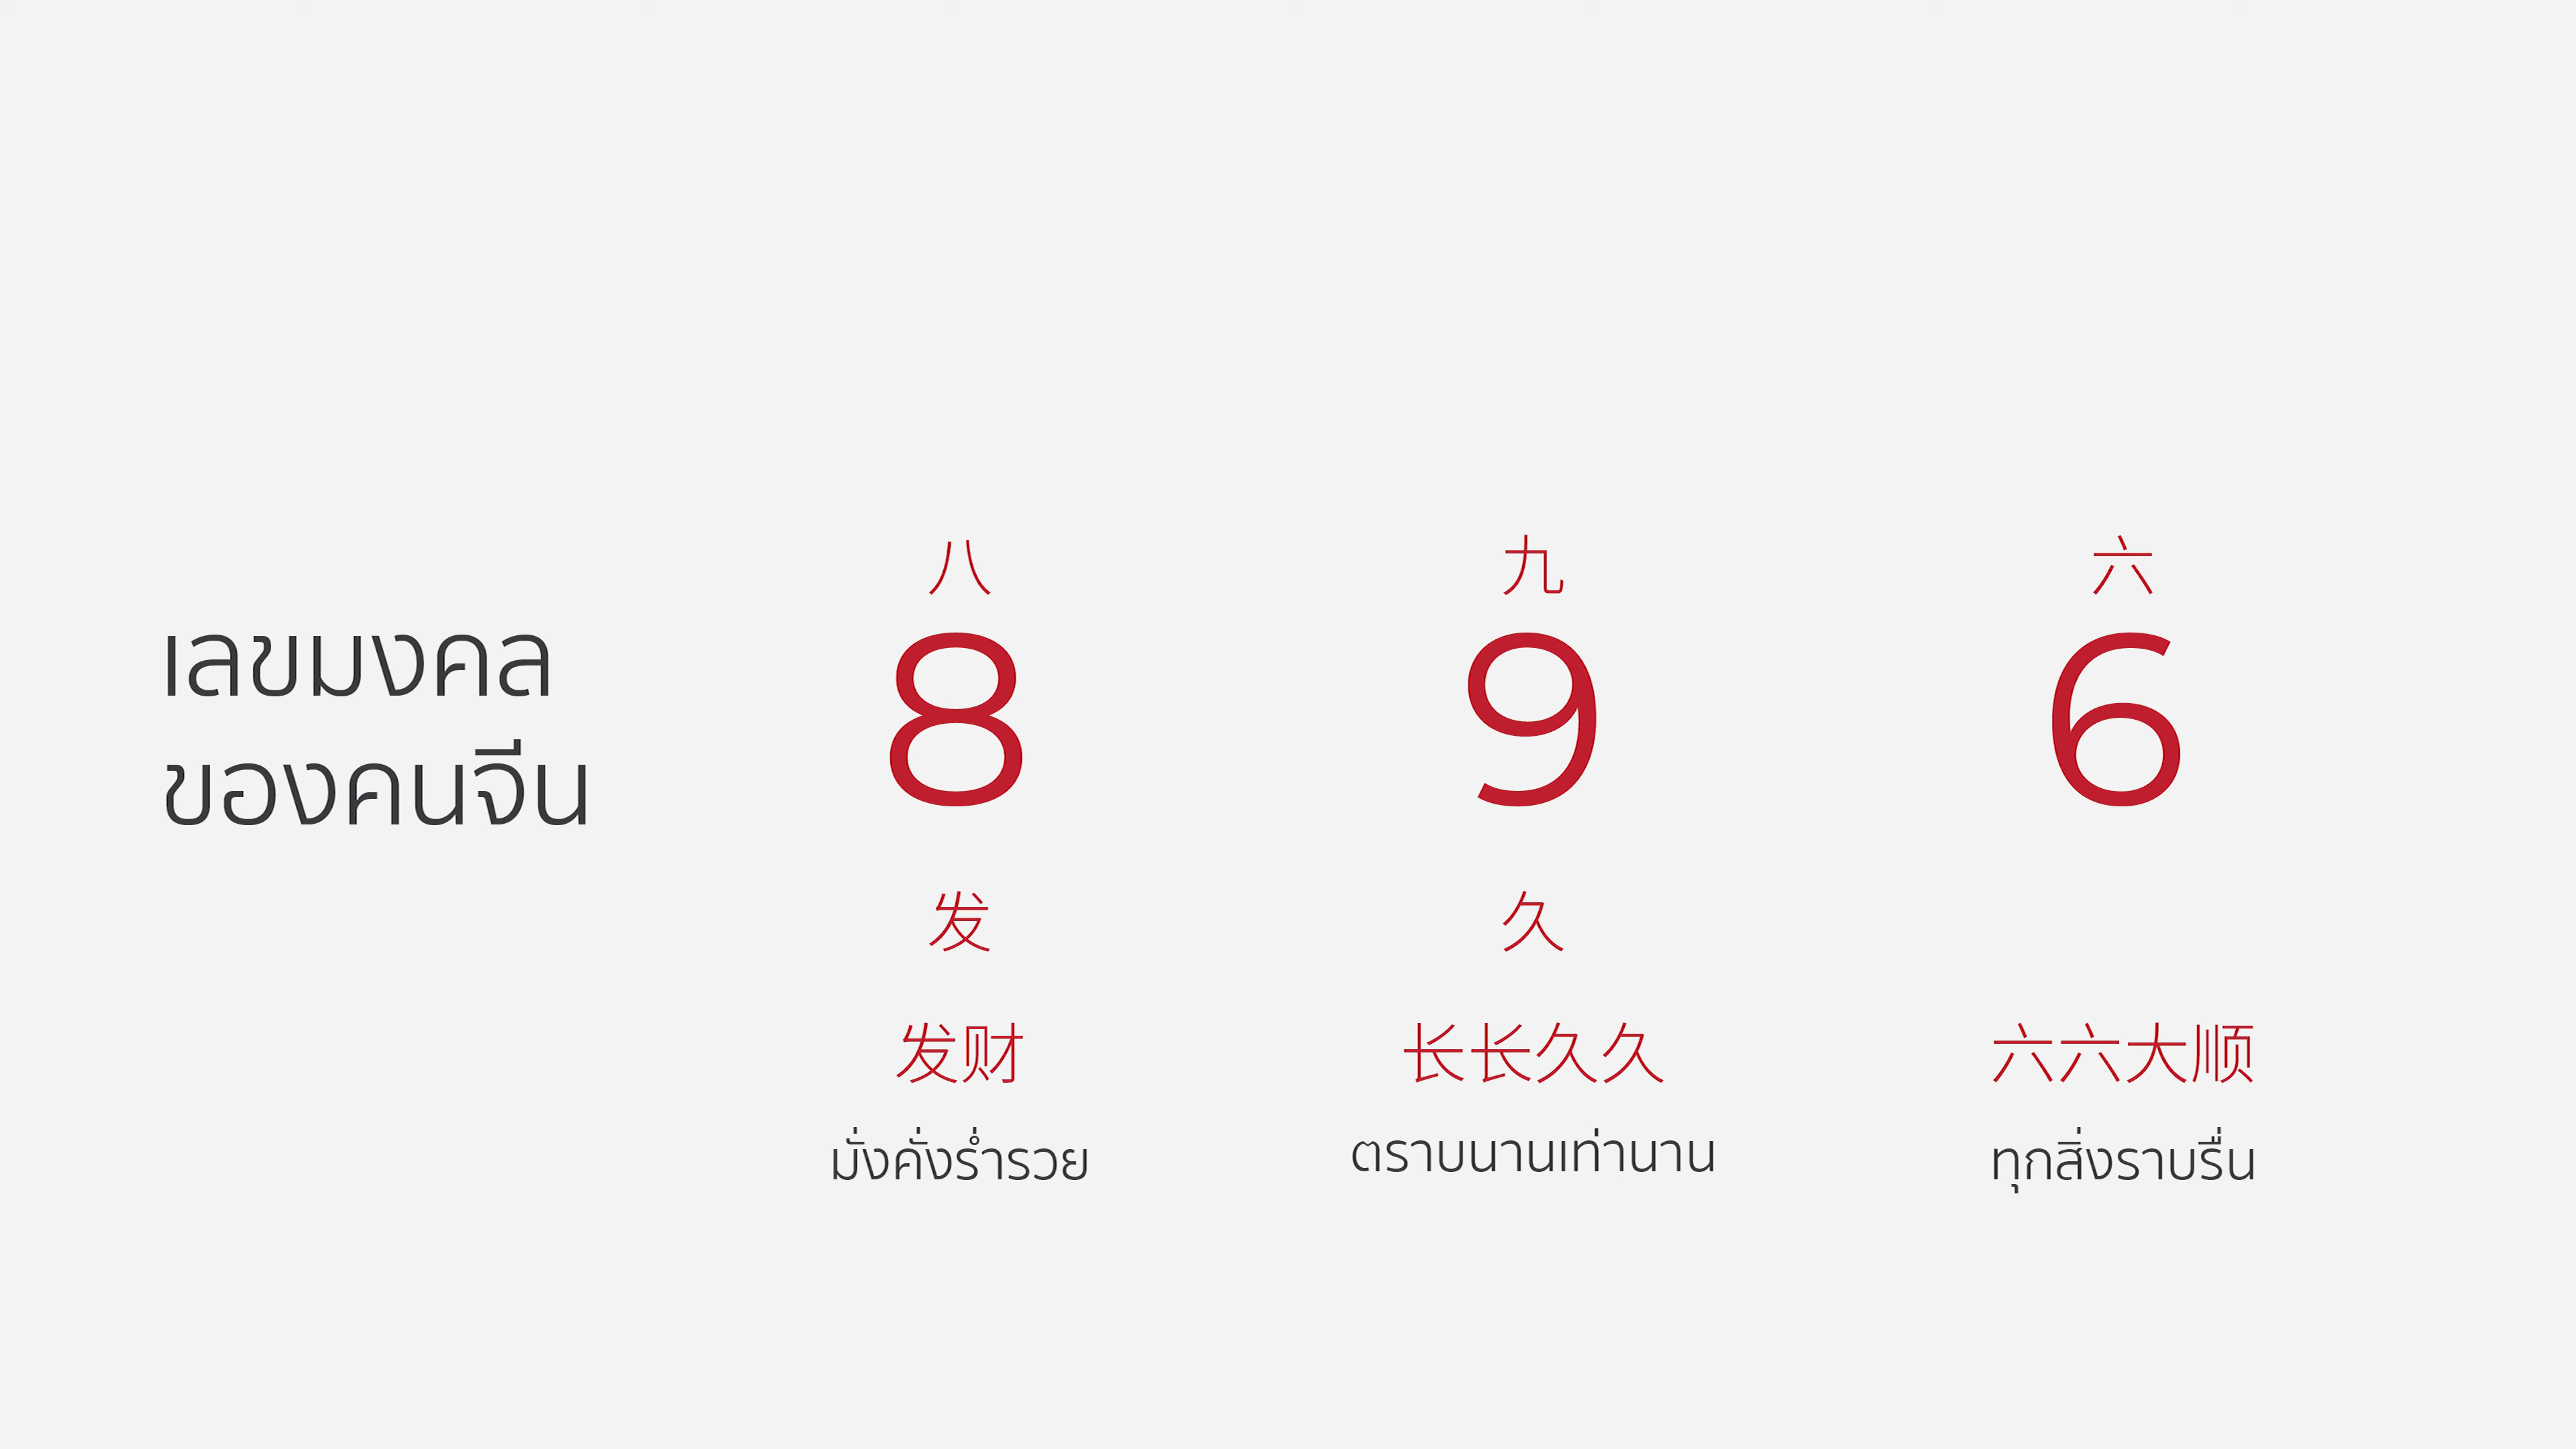 เลขมงคล
ของคนจีน
八
8
发
发财
มั่งคั่งร่ำรวย
九
9
久
长长久久
ตราบนานเท่านาน
六
6
六六大顺
ทุกสิ่งราบรื่น